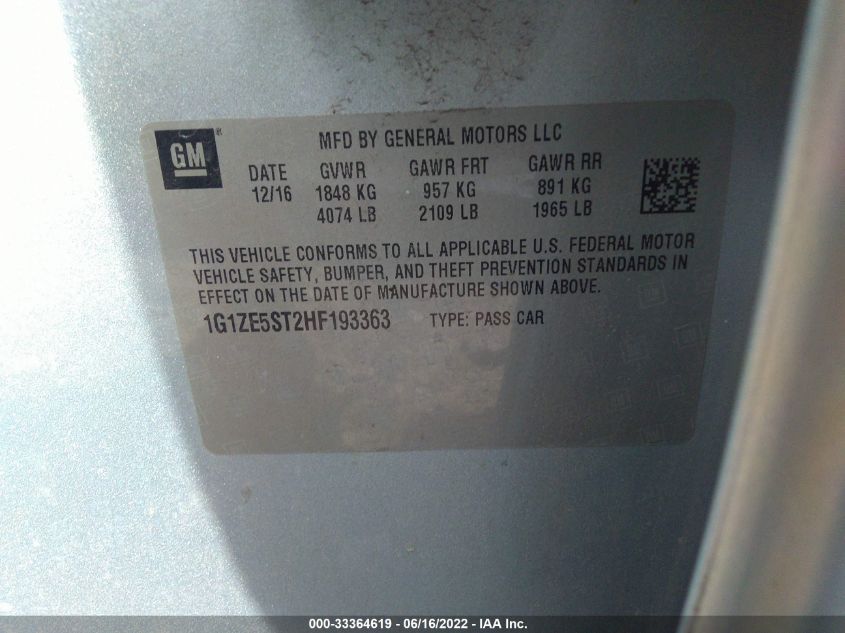 GM
MFD BY GENERAL MOTORS LLC
DATE GVWR GAWR FRT GAWR RR
12/16 1848 KG 957 KG 891 KG
4074 LB 2109 LB 1965 LB
THIS VEHICLE CONFORMS TO ALL APPLICABLE U.S. FEDERAL MOTOR
VEHICLE SAFETY, BUMPER, AND THEFT PREVENTION STANDARDS IN
EFFECT ON THE DATE OF MANUFACTURE SHOWN ABOVE.
1G1ZE5ST2HF193363 TYPE: PASS CAR
000-33364619 - 06/16/2022 - IAA Inc.